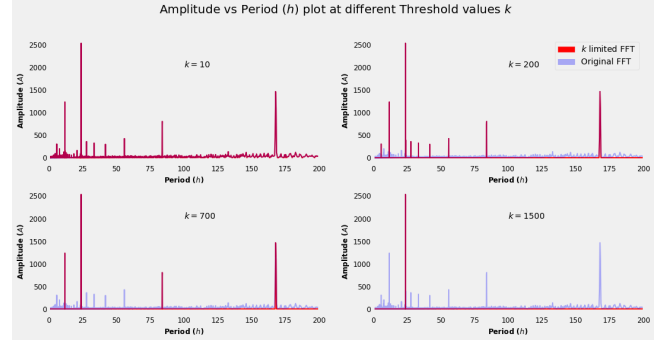 Amplitude vs Period (h) plot at different Threshold values k
2500
2000
1500
1000
500
0
Amplitude (A)
k = 10
0 25 50 75 100 125 150 175 200
Period (h)
2500
2000
1500
1000
500
0
Amplitude (A)
k = 200
k limited FFT
Original FFT
0 25 50 75 100 125 150 175 200
Period (h)
2500
2000
1500
1000
500
0
Amplitude (A)
k = 700
0 25 50 75 100 125 150 175 200
Period (h)
2500
2000
1500
1000
500
0
Amplitude (A)
k = 1500
0 25 50 75 100 125 150 175 200
Period (h)